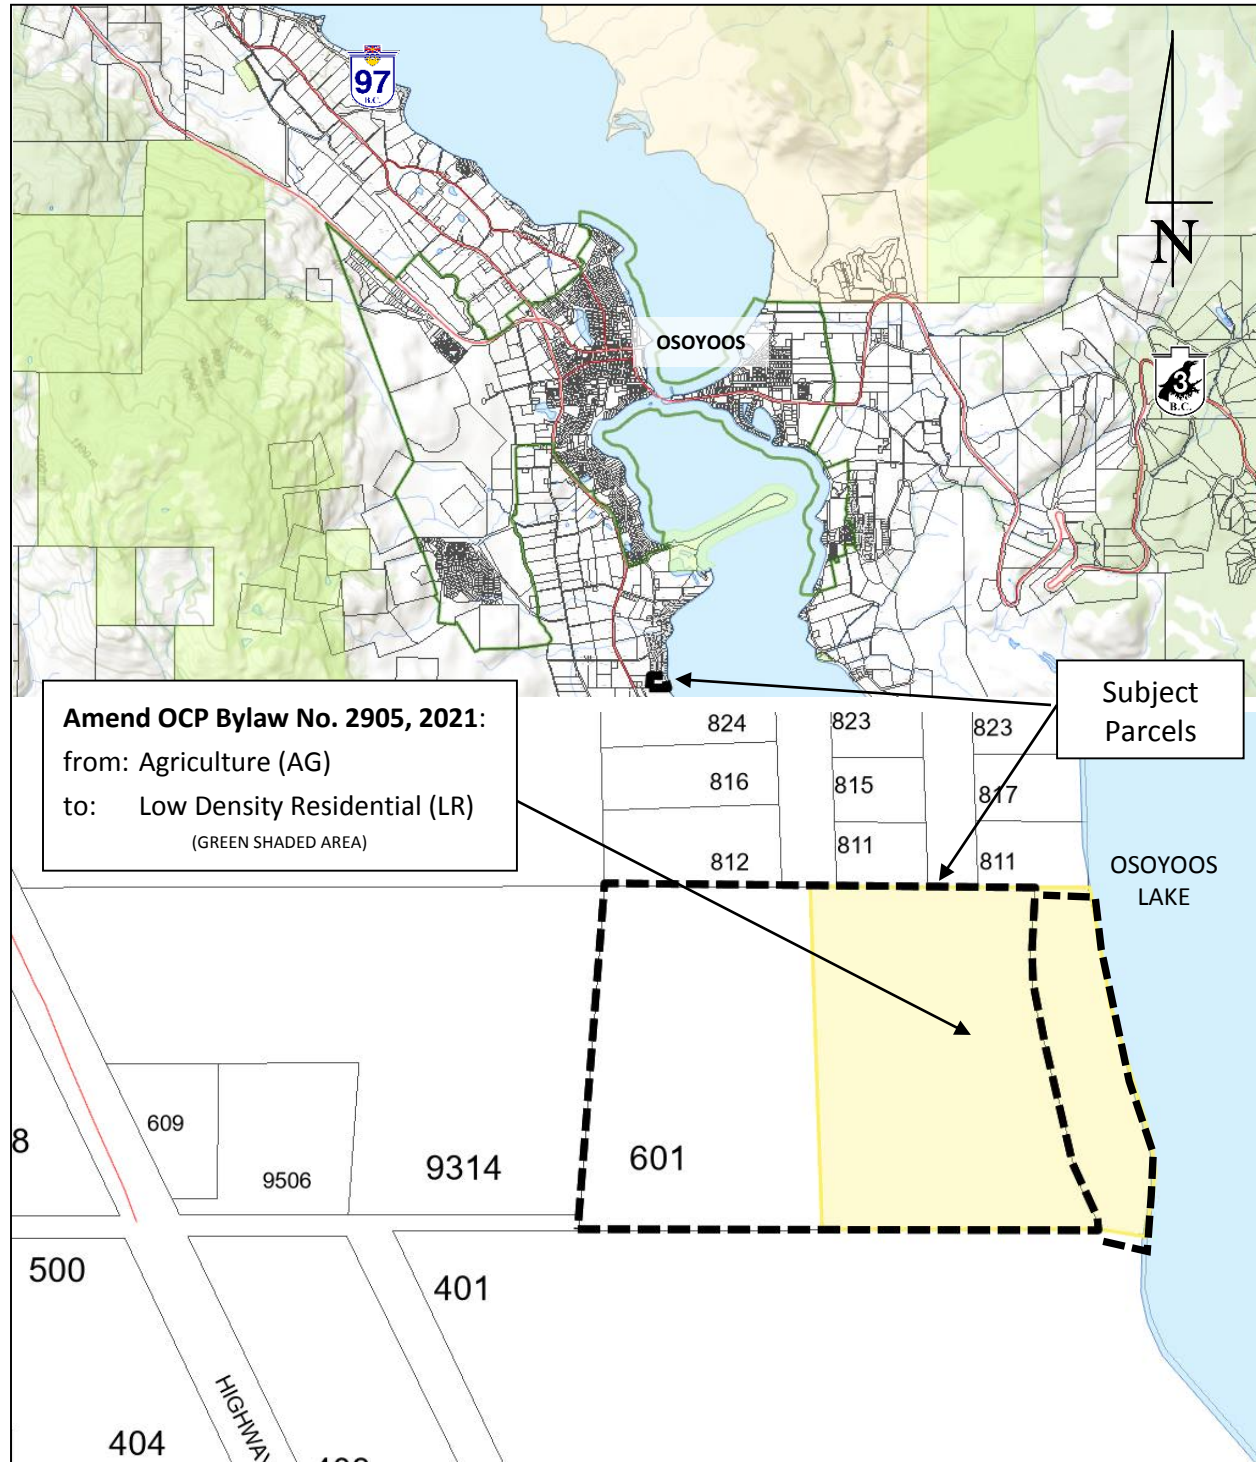 97
B.C.
N
OSOYOOS
3
B.C.
Subject
Parcels
Amend OCP Bylaw No. 2905, 2021:
from: Agriculture (AG)
to: Low Density Residential (LR)
(GREEN SHADED AREA)
824
823
823
816
815
817
812
811
811
OSOYOOS
LAKE
609
8
9506
9314
601
500
401
HIGHWAY
404